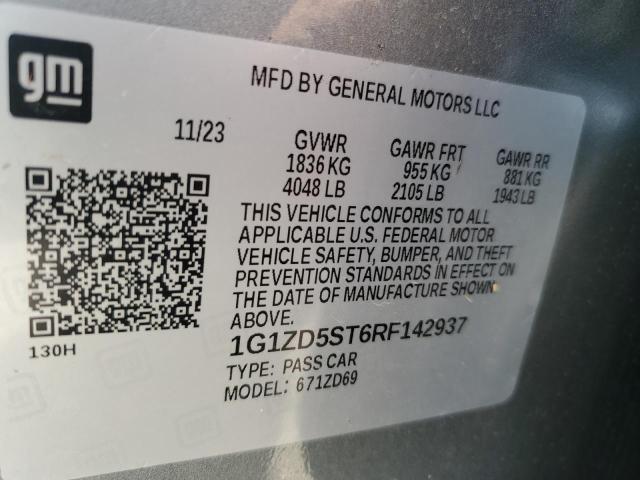 gm
MFD BY GENERAL MOTORS LLC
11/23 GVWR GAWR FRT GAWR RR
1836 KG 955 KG 881 KG
4048 LB 2105 LB 1943 LB
THIS VEHICLE CONFORMS TO ALL
APPLICABLE U.S. FEDERAL MOTOR
VEHICLE SAFETY, BUMPER, AND THEFT
PREVENTION STANDARDS IN EFFECT ON
THE DATE OF MANUFACTURE SHOWN
ABOVE.
130H
1G1ZD5ST6RF142937
TYPE: PASS CAR
MODEL: 671ZD69